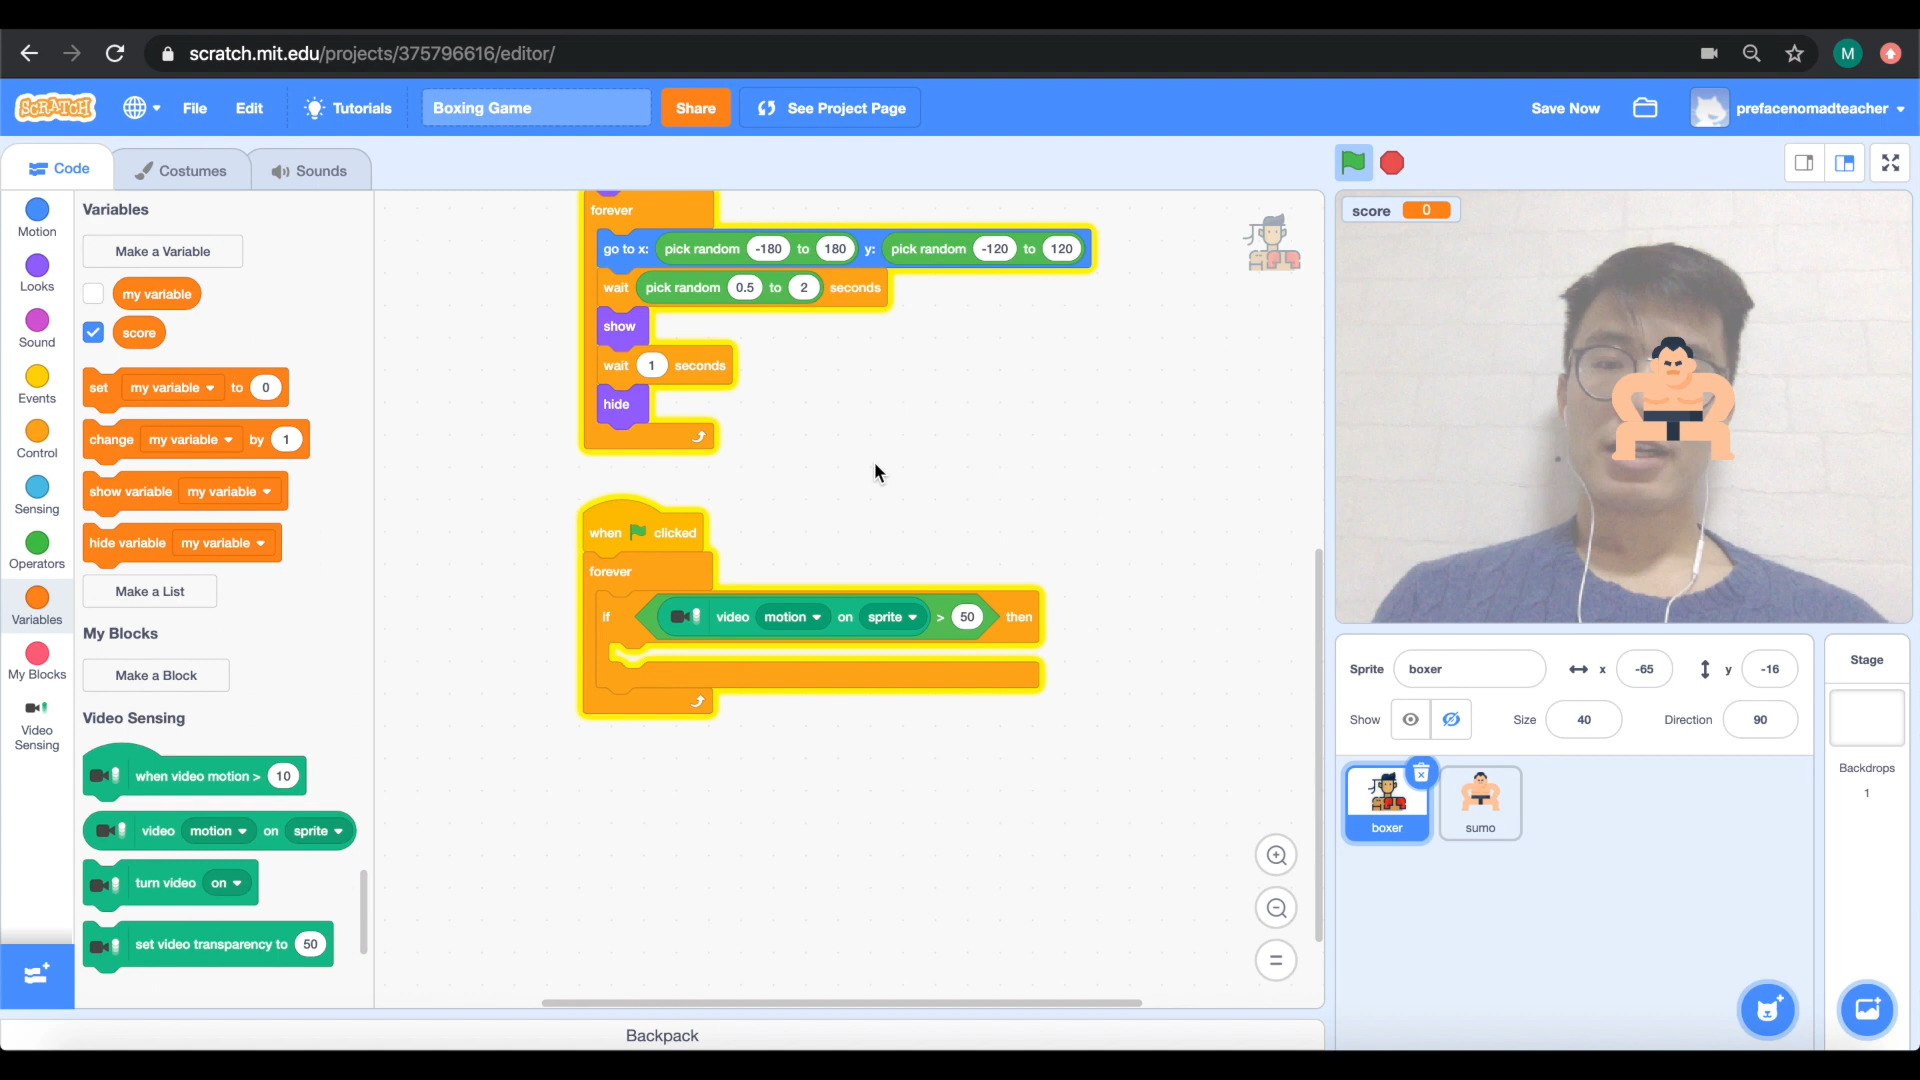 scratch.mit.edu/projects/375796616/editor/
M
SCRATCH
File
Edit
Tutorials
Boxing Game
Share
See Project Page
Save Now
prefacenomadteacher
Code
Costumes
Sounds
Motion
Looks
Sound
Events
Control
Sensing
Operators
Variables
My Blocks
Video
Sensing
Variables
Make a Variable
my variable
score
set my variable to 0
change my variable by 1
show variable my variable
hide variable my variable
Make a List
My Blocks
Make a Block
Video Sensing
when video motion > 10
video motion on sprite
turn video on
set video transparency to 50
forever
go to x: pick random -180 to 180 y: pick random -120 to 120
wait pick random 0.5 to 2 seconds
show
wait 1 seconds
hide
when clicked
forever
if video motion on sprite > 50 then
Backpack
score 0
Sprite boxer x -65 y -16
Show Size 40 Direction 90
boxer
sumo
Stage
Backdrops
1